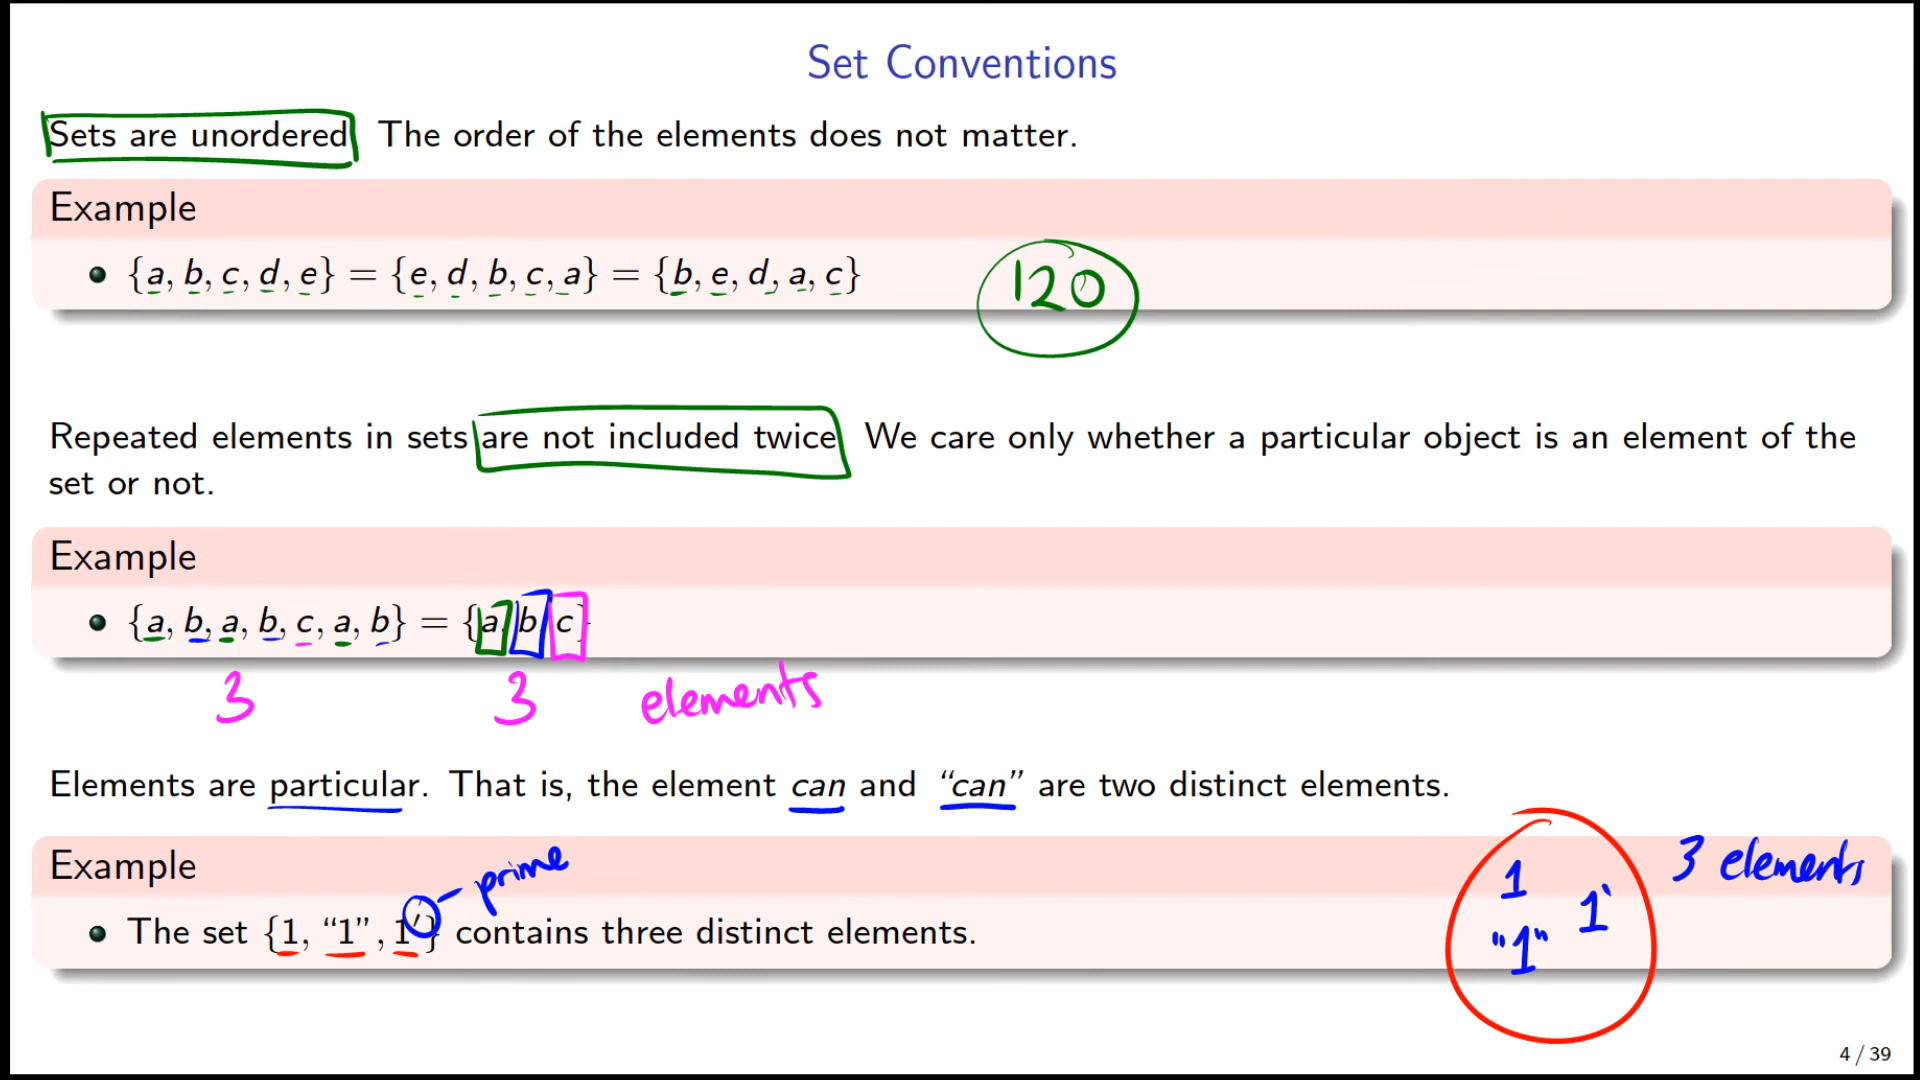 Set Conventions
Sets are unordered. The order of the elements does not matter.
Example
{a, b, c, d, e} = {e, d, b, c, a} = {b, e, d, a, c}
120
Repeated elements in sets are not included twice. We care only whether a particular object is an element of the
set or not.
Example
{a, b, a, b, c, a, b} = {a, b, c}
3 3 elements
Elements are particular. That is, the element can and “can” are two distinct elements.
Example
prime
The set {1, “1”, 1′} contains three distinct elements.
1
1'
"1"
3 elements
4 / 39